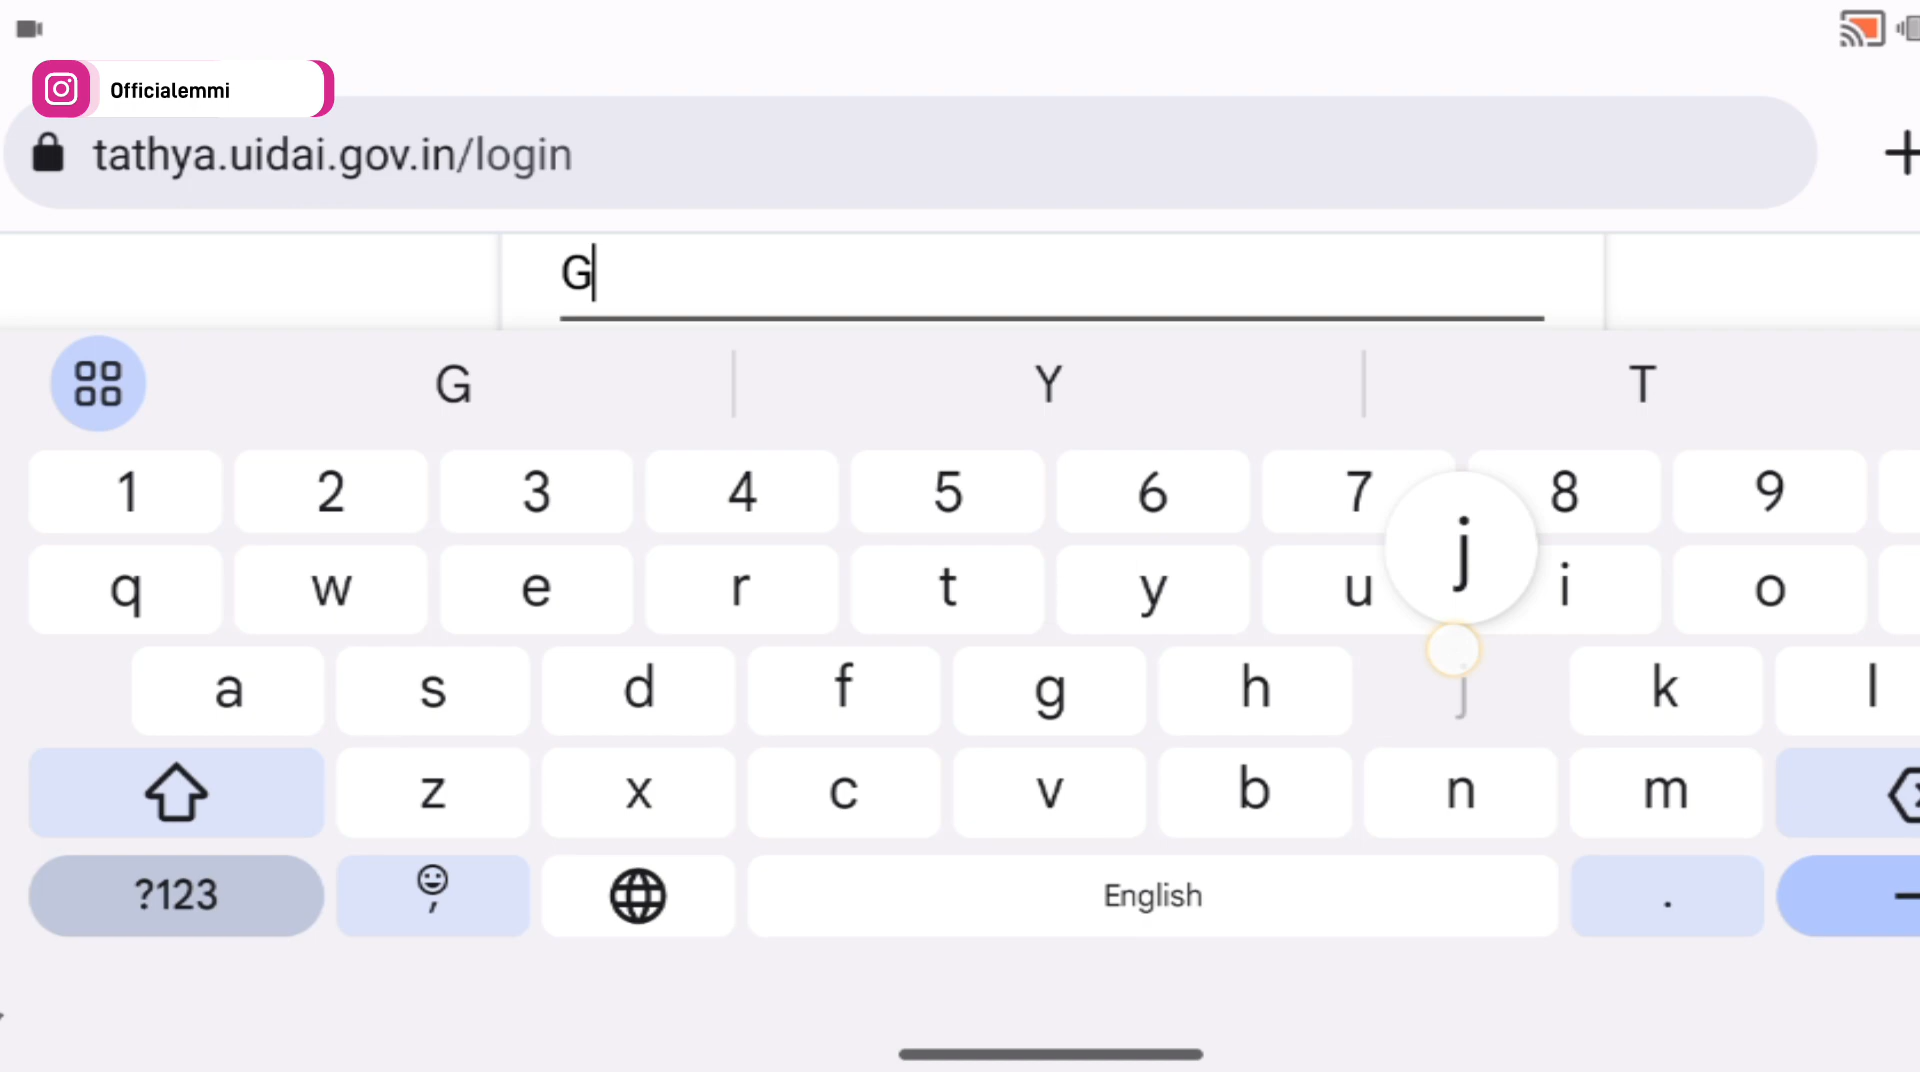 Officialemmi
tathya.uidai.gov.in/login
G
G Y T
1 2 3 4 5 6 7 8 9
q w e r t y u i o
a s d f g h j k l
j
z x c v b n m
?123 , English .